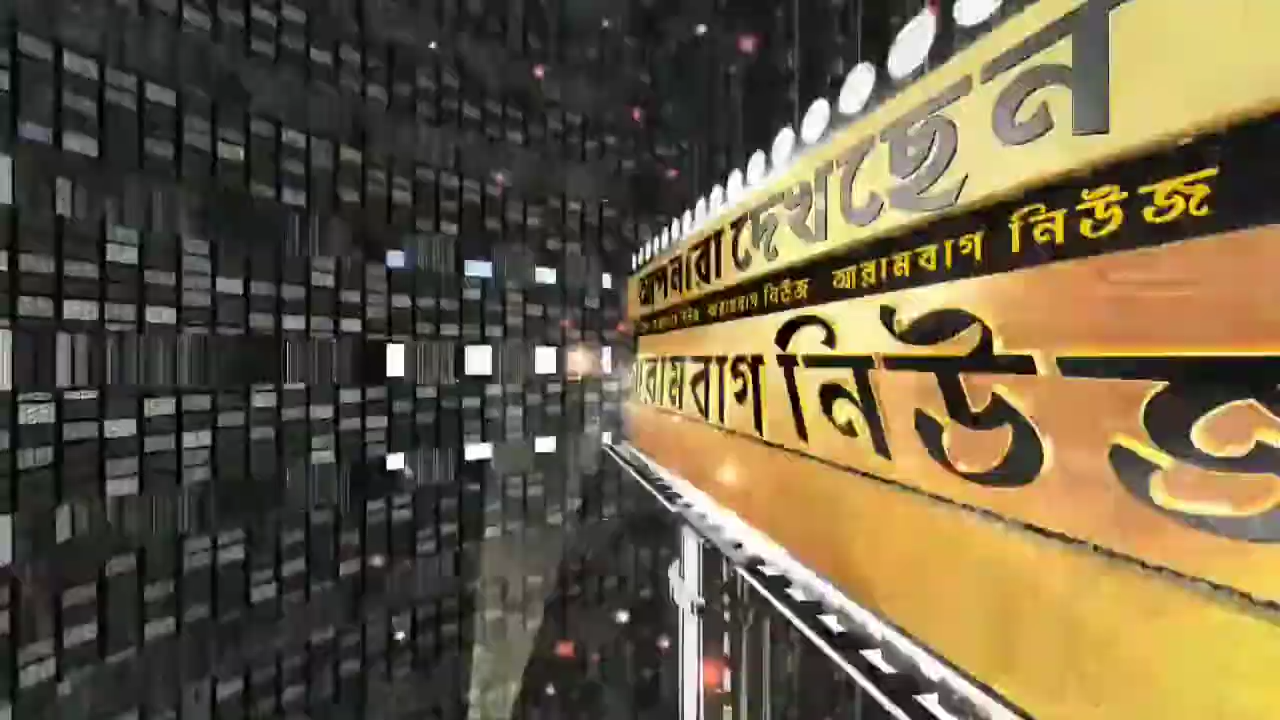 আপনারা দেখছেন
আরামবাগ নিউজ আরামবাগ নিউজ
আরামবাগ নিউজ